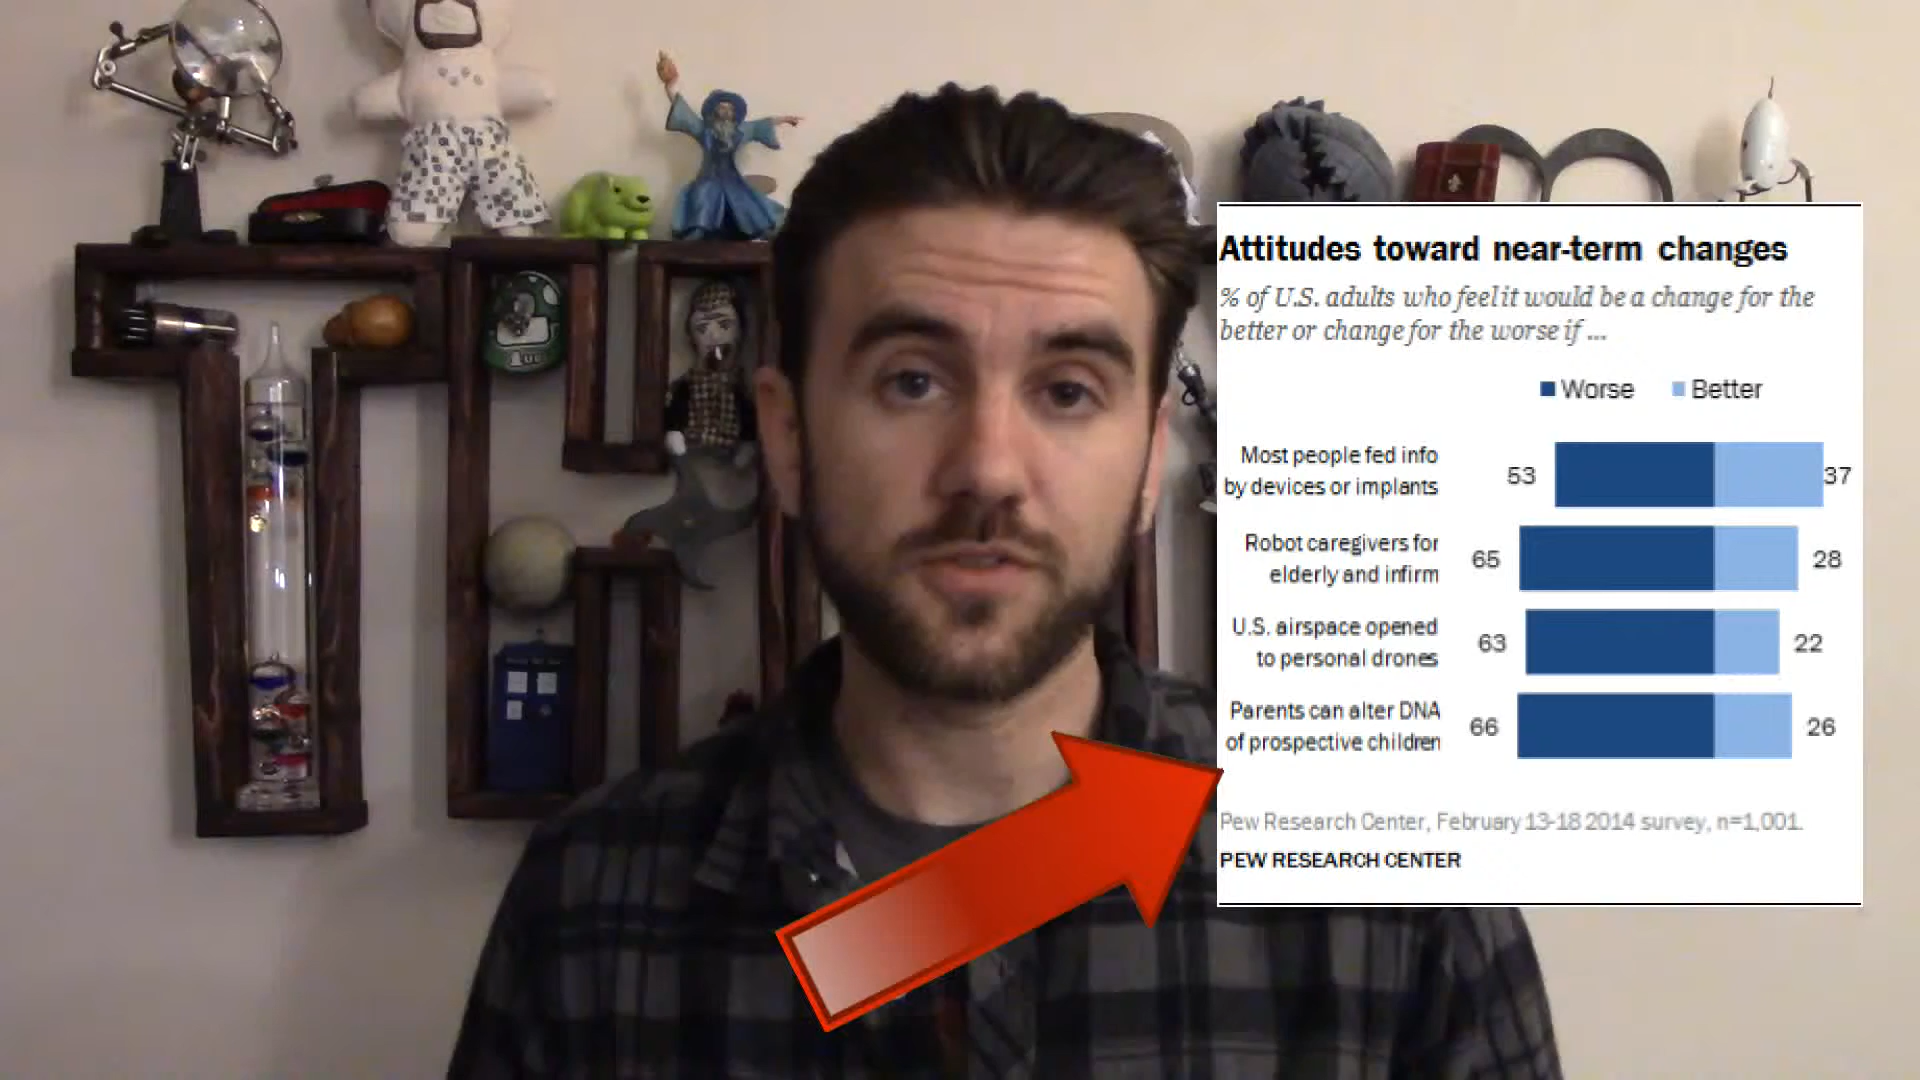 Attitudes toward near-term changes
% of U.S. adults who feel it would be a change for the
better or change for the worse if ...
Worse Better
Most people fed info
by devices or implants
53 37
Robot caregivers for
elderly and infirm
65 28
U.S. airspace opened
to personal drones
63 22
Parents can alter DNA
of prospective children
66 26
Pew Research Center, February 13-18 2014 survey, n=1,001.
PEW RESEARCH CENTER